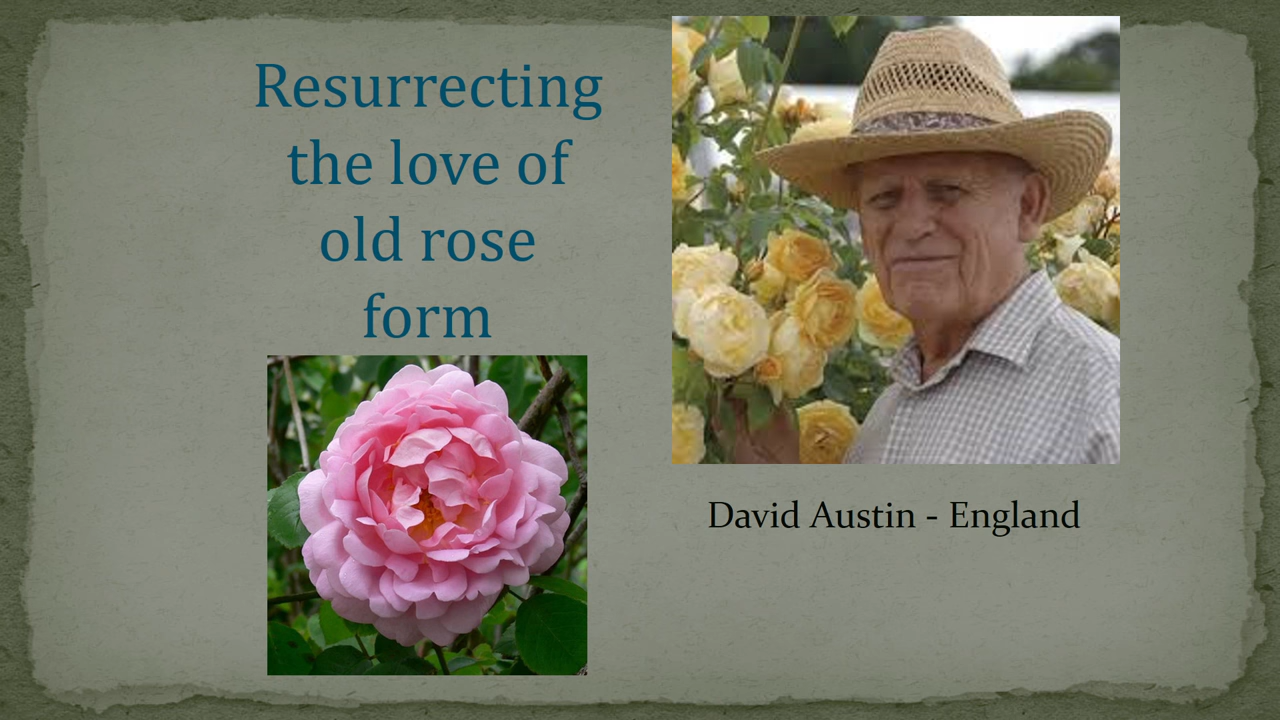 Resurrecting
the love of
old rose
form
David Austin - England